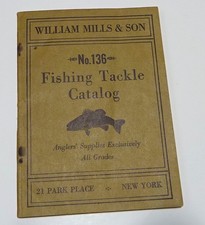 WILLIAM MILLS & SON
No. 136
Fishing Tackle
Catalog
Anglers' Supplies Exclusively
All Grades
21 PARK PLACE NEW YORK